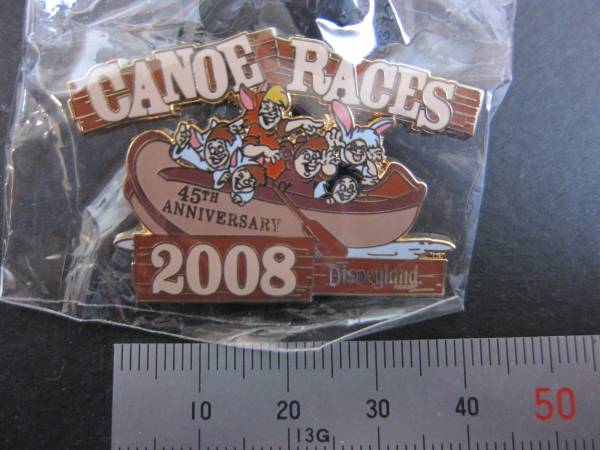 CANOE RACES
45TH
ANNIVERSARY
2008
Disneyland
10 20 30 40 50
13G